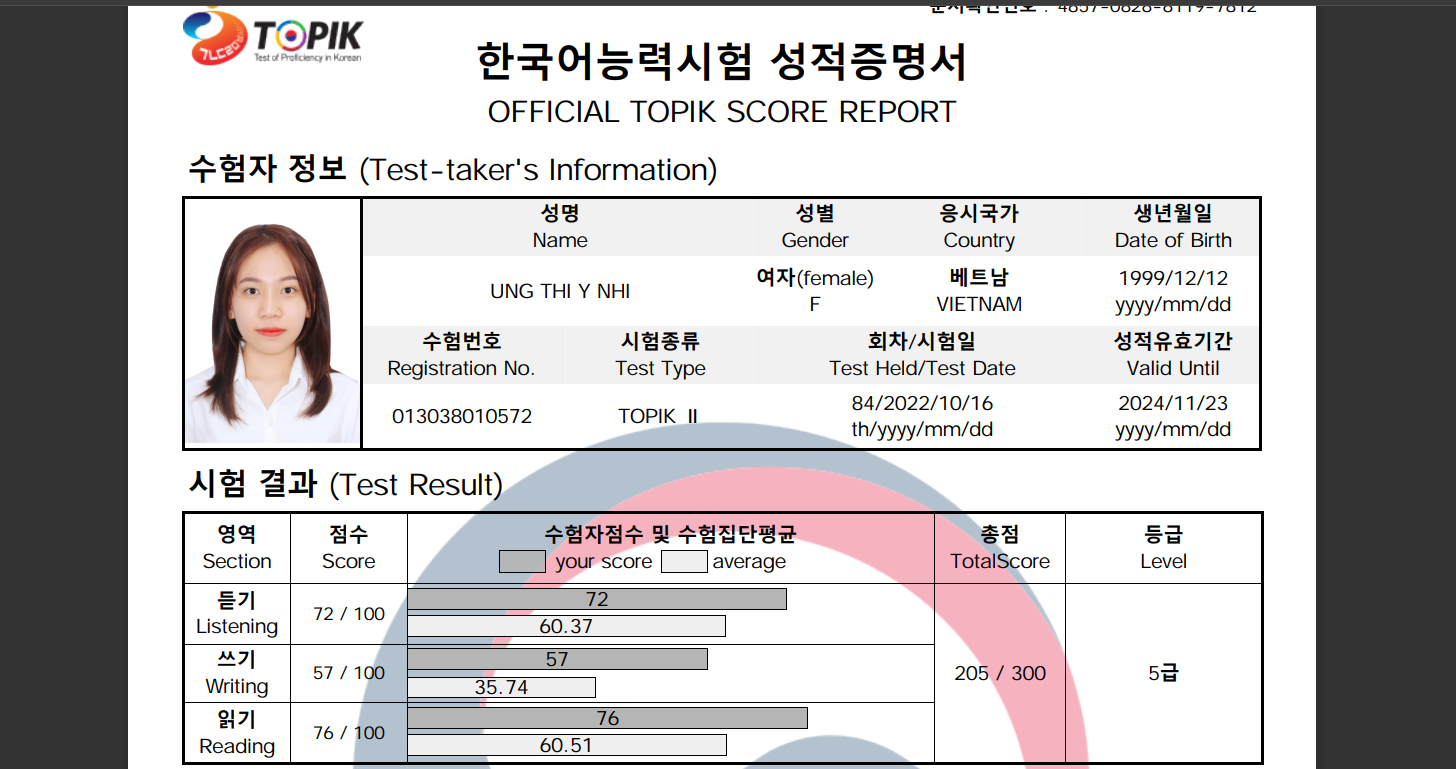 문서확인번호 : 4857-0828-8119-7812
TOPIK
Test of Proficiency in Korean
한국어능력시험 성적증명서
OFFICIAL TOPIK SCORE REPORT
수험자 정보 (Test-taker's Information)
성명 성별 응시국가 생년월일
Name Gender Country Date of Birth
UNG THI Y NHI 여자(female) 베트남 1999/12/12
F VIETNAM yyyy/mm/dd
수험번호 시험종류 회차/시험일 성적유효기간
Registration No. Test Type Test Held/Test Date Valid Until
013038010572 TOPIK Ⅱ 84/2022/10/16 2024/11/23
th/yyyy/mm/dd yyyy/mm/dd
시험 결과 (Test Result)
영역 점수 수험자점수 및 수험집단평균 총점 등급
Section Score your score average TotalScore Level
듣기 72 / 100 72
Listening 60.37
쓰기 57 / 100 57 205 / 300 5급
Writing 35.74
읽기 76 / 100 76
Reading 60.51